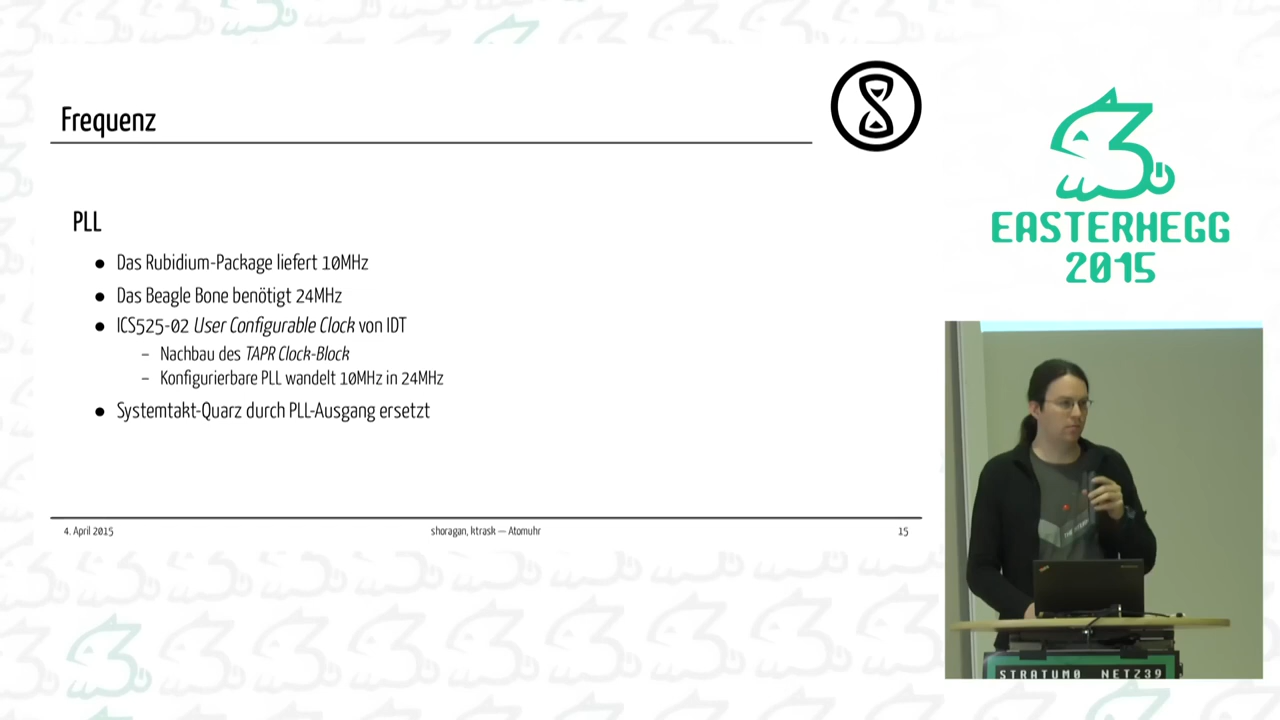 Frequenz
PLL
● Das Rubidium-Package liefert 10MHz
● Das Beagle Bone benötigt 24MHz
● ICS525-02 User Configurable Clock von IDT
– Nachbau des TAPR Clock-Block
– Konfigurierbare PLL wandelt 10MHz in 24MHz
● Systemtakt-Quarz durch PLL-Ausgang ersetzt
4. April 2015 shoragan, ktrask — Atomuhr 15
EASTERHEGG
2015
STRATUM0 NETZ39